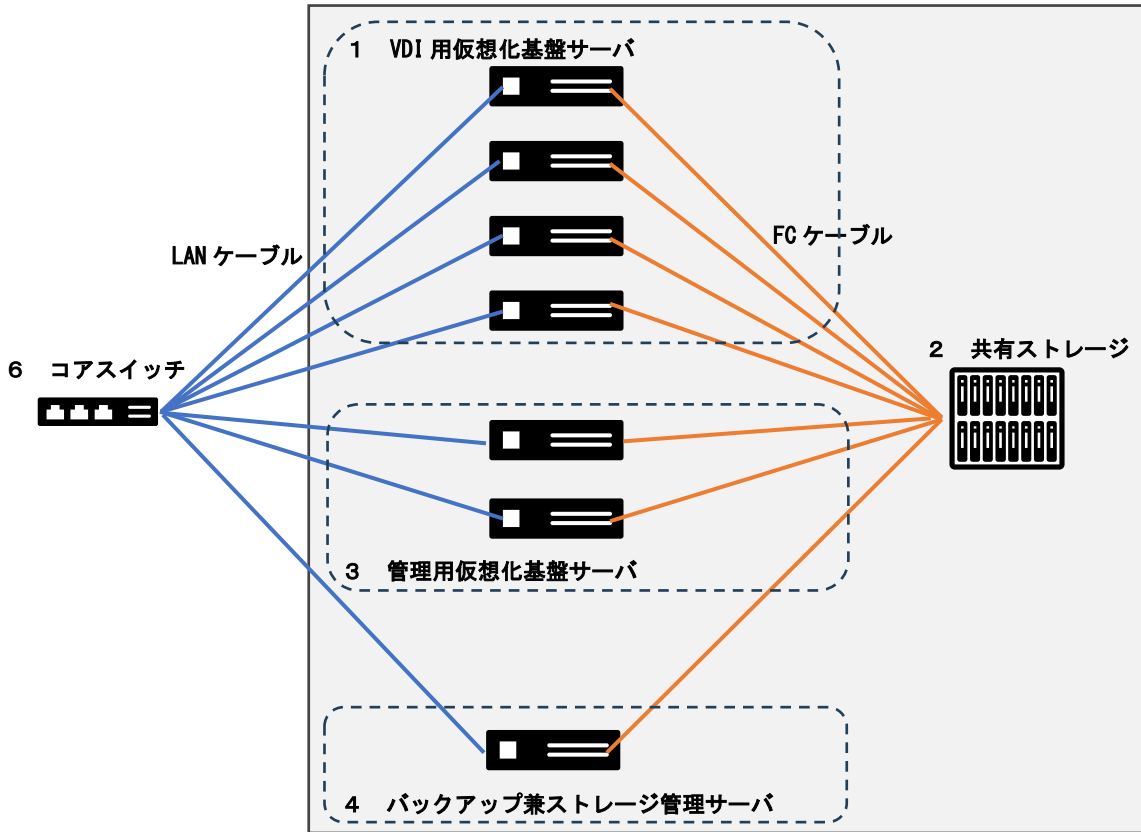 １　VDI 用仮想化基盤サーバ
LAN ケーブル
FC ケーブル
２　共有ストレージ
６　コアスイッチ
３　管理用仮想化基盤サーバ
４　バックアップ兼ストレージ管理サーバ